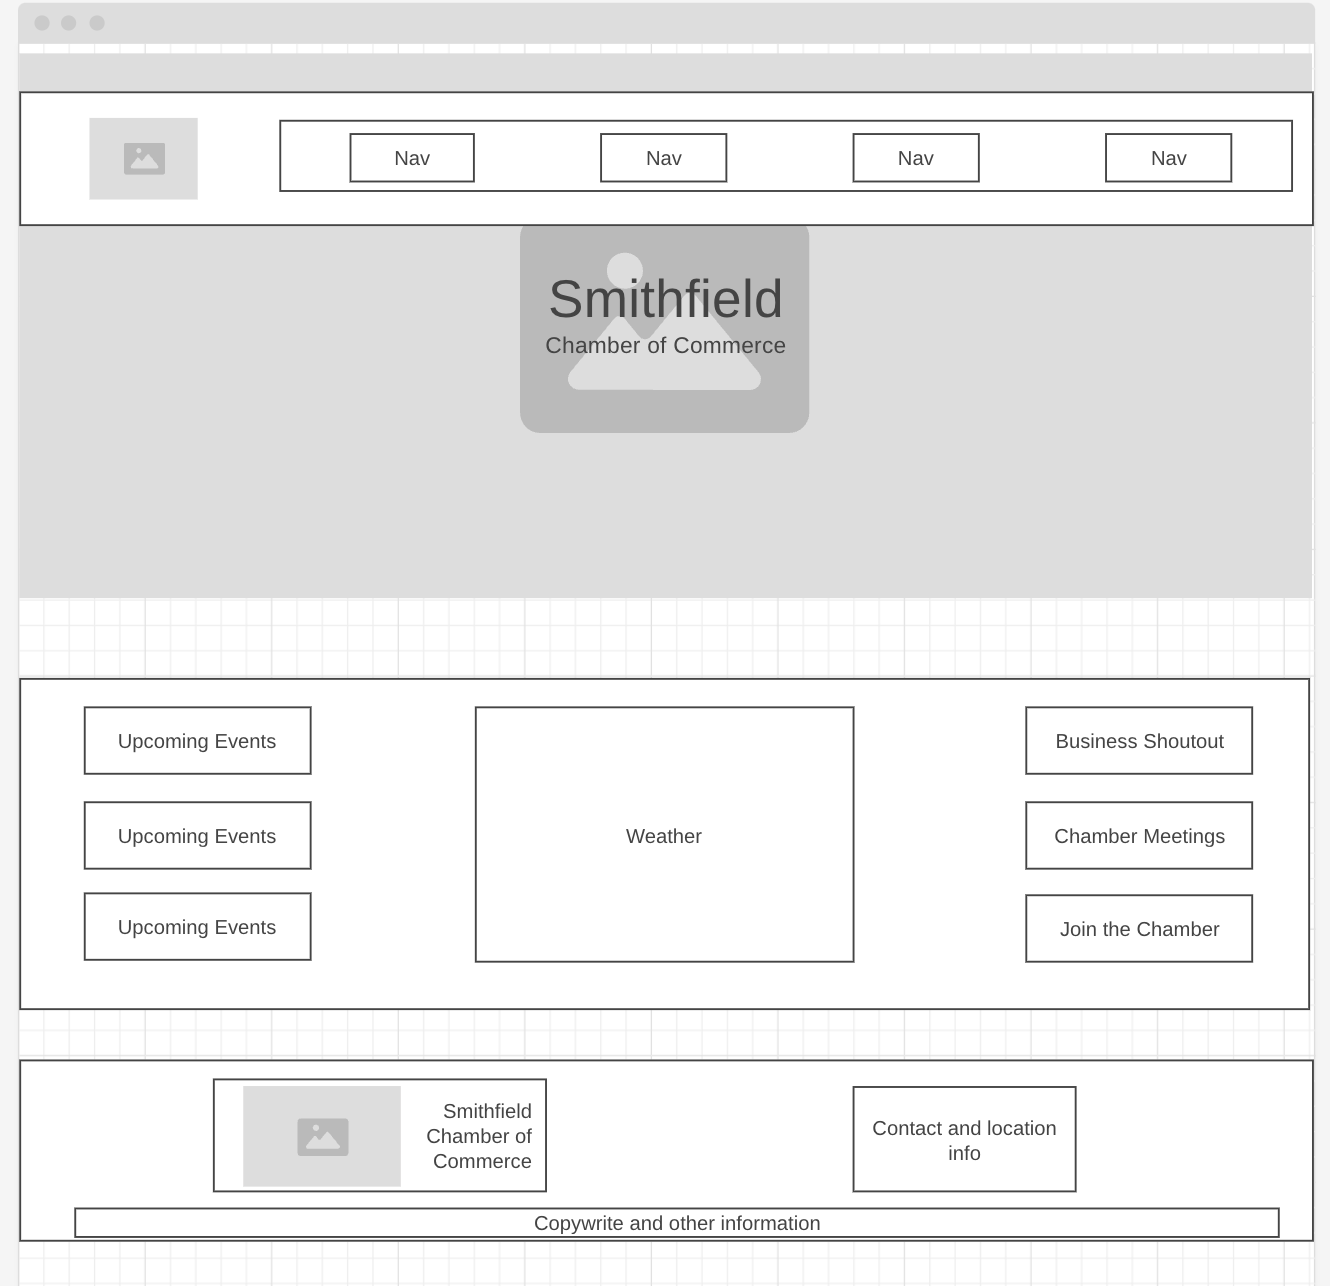 Nav
Nav
Nav
Nav
Smithfield
Chamber of Commerce
Upcoming Events
Upcoming Events
Upcoming Events
Weather
Business Shoutout
Chamber Meetings
Join the Chamber
Smithfield
Chamber of
Commerce
Contact and location
info
Copywrite and other information